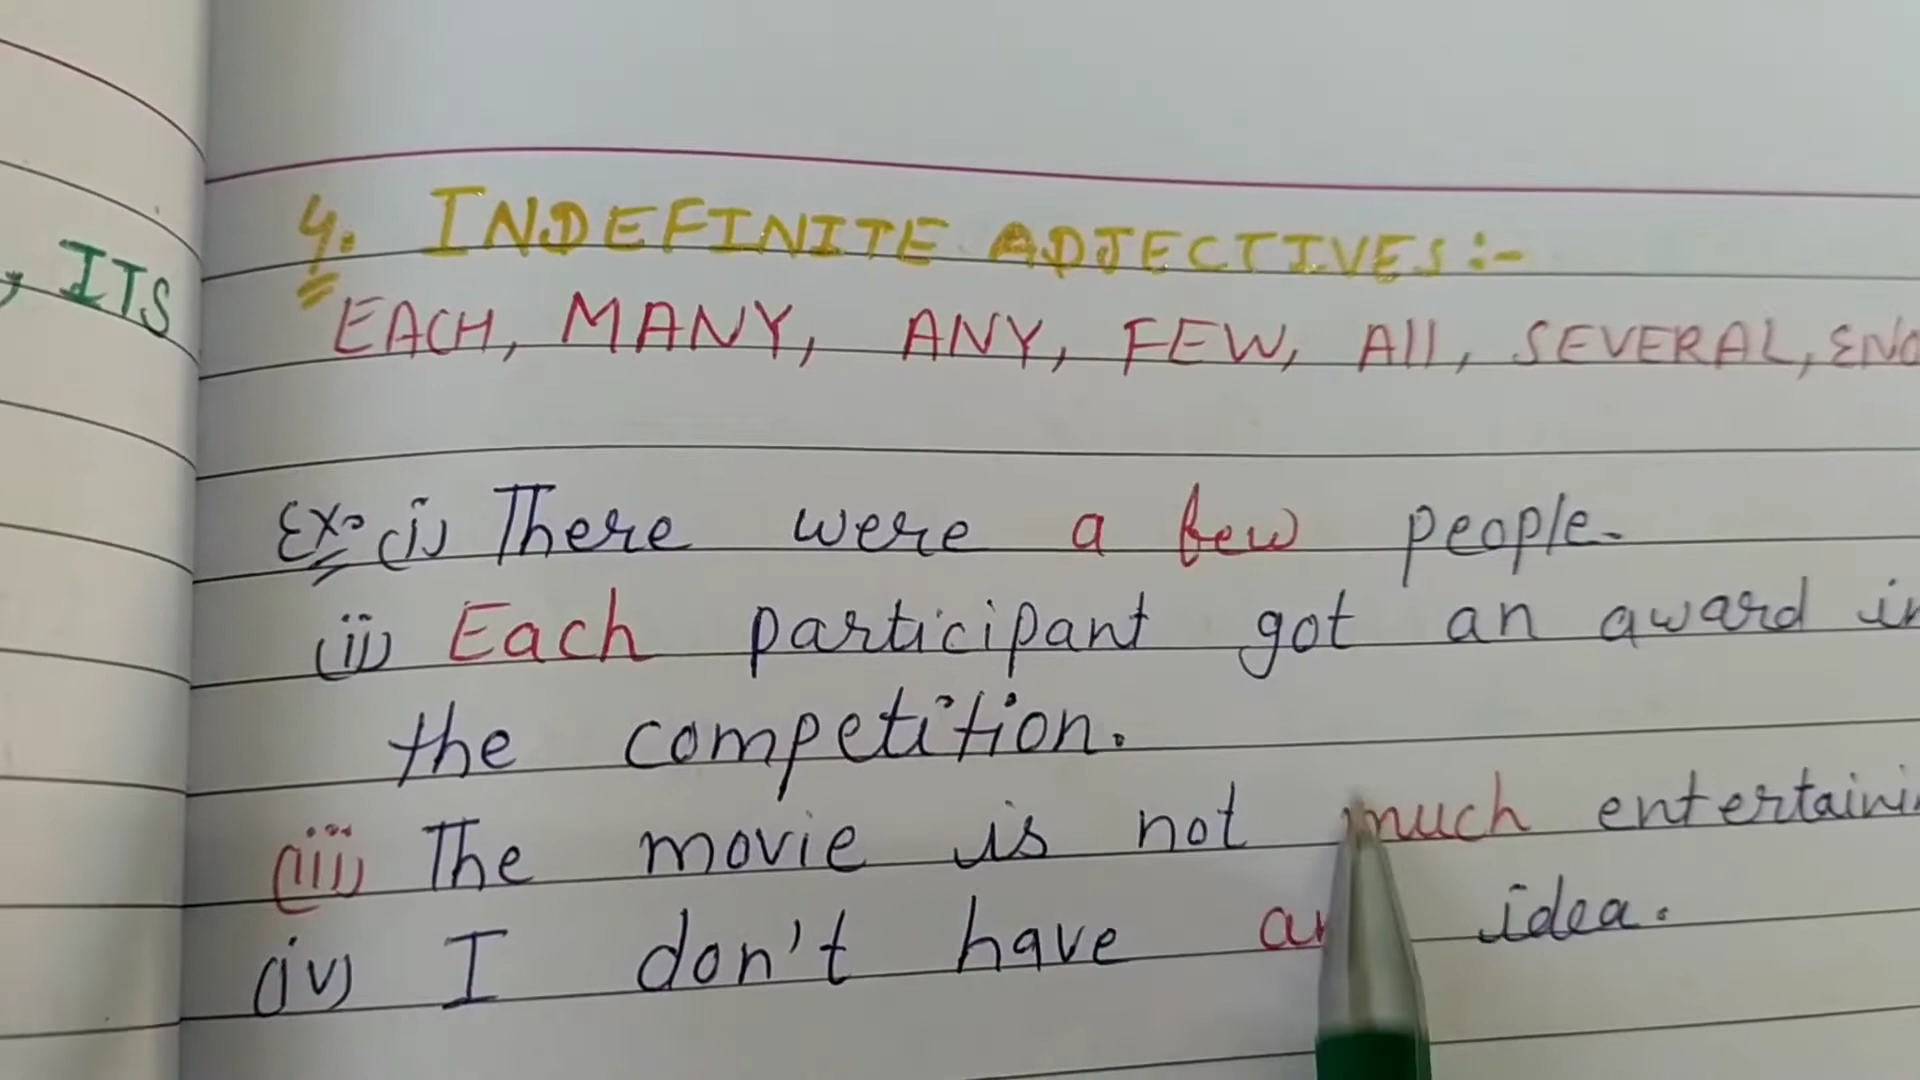 , ITS
4. INDEFINITE ADJECTIVES:-
EACH, MANY, ANY, FEW, All, SEVERAL,
Ex. (i) There were a few people.
(ii) Each participant got an award in
the competition.
(iii) The movie is not much
(iv) I don't have idea.